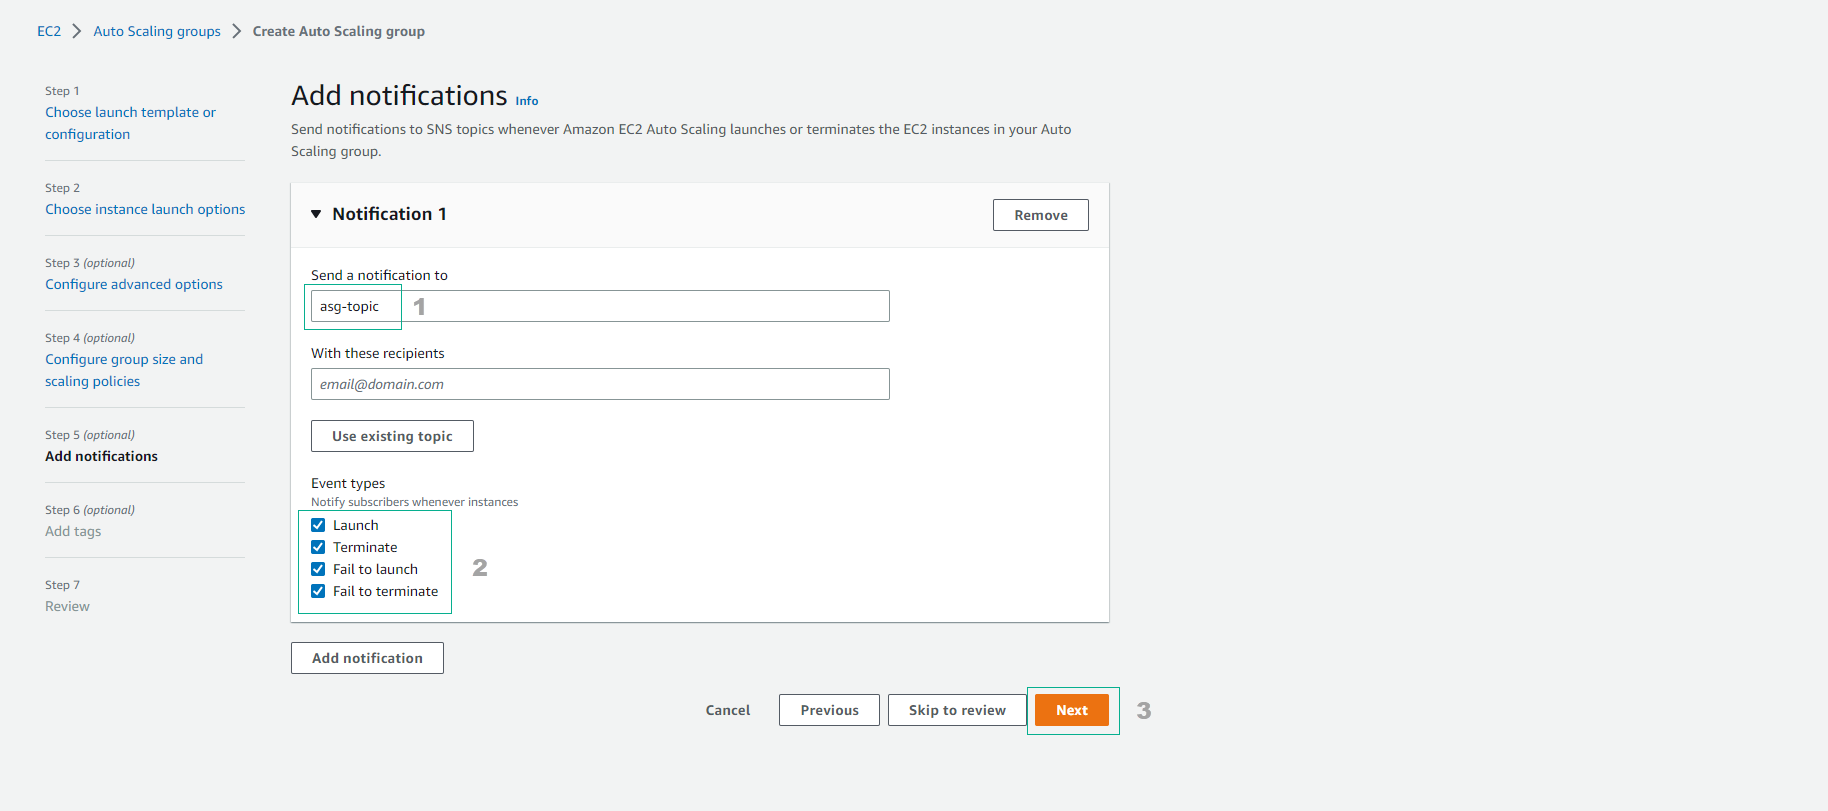 EC2 > Auto Scaling groups > Create Auto Scaling group
Step 1
Choose launch template or
configuration
Step 2
Choose instance launch options
Step 3 (optional)
Configure advanced options
Step 4 (optional)
Configure group size and
scaling policies
Step 5 (optional)
Add notifications
Step 6 (optional)
Add tags
Step 7
Review
Add notifications Info
Send notifications to SNS topics whenever Amazon EC2 Auto Scaling launches or terminates the EC2 instances in your Auto
Scaling group.
Notification 1
Remove
Send a notification to
asg-topic 1
With these recipients
email@domain.com
Use existing topic
Event types
Notify subscribers whenever instances
Launch
Terminate
Fail to launch
Fail to terminate
2
Add notification
Cancel Previous Skip to review Next 3